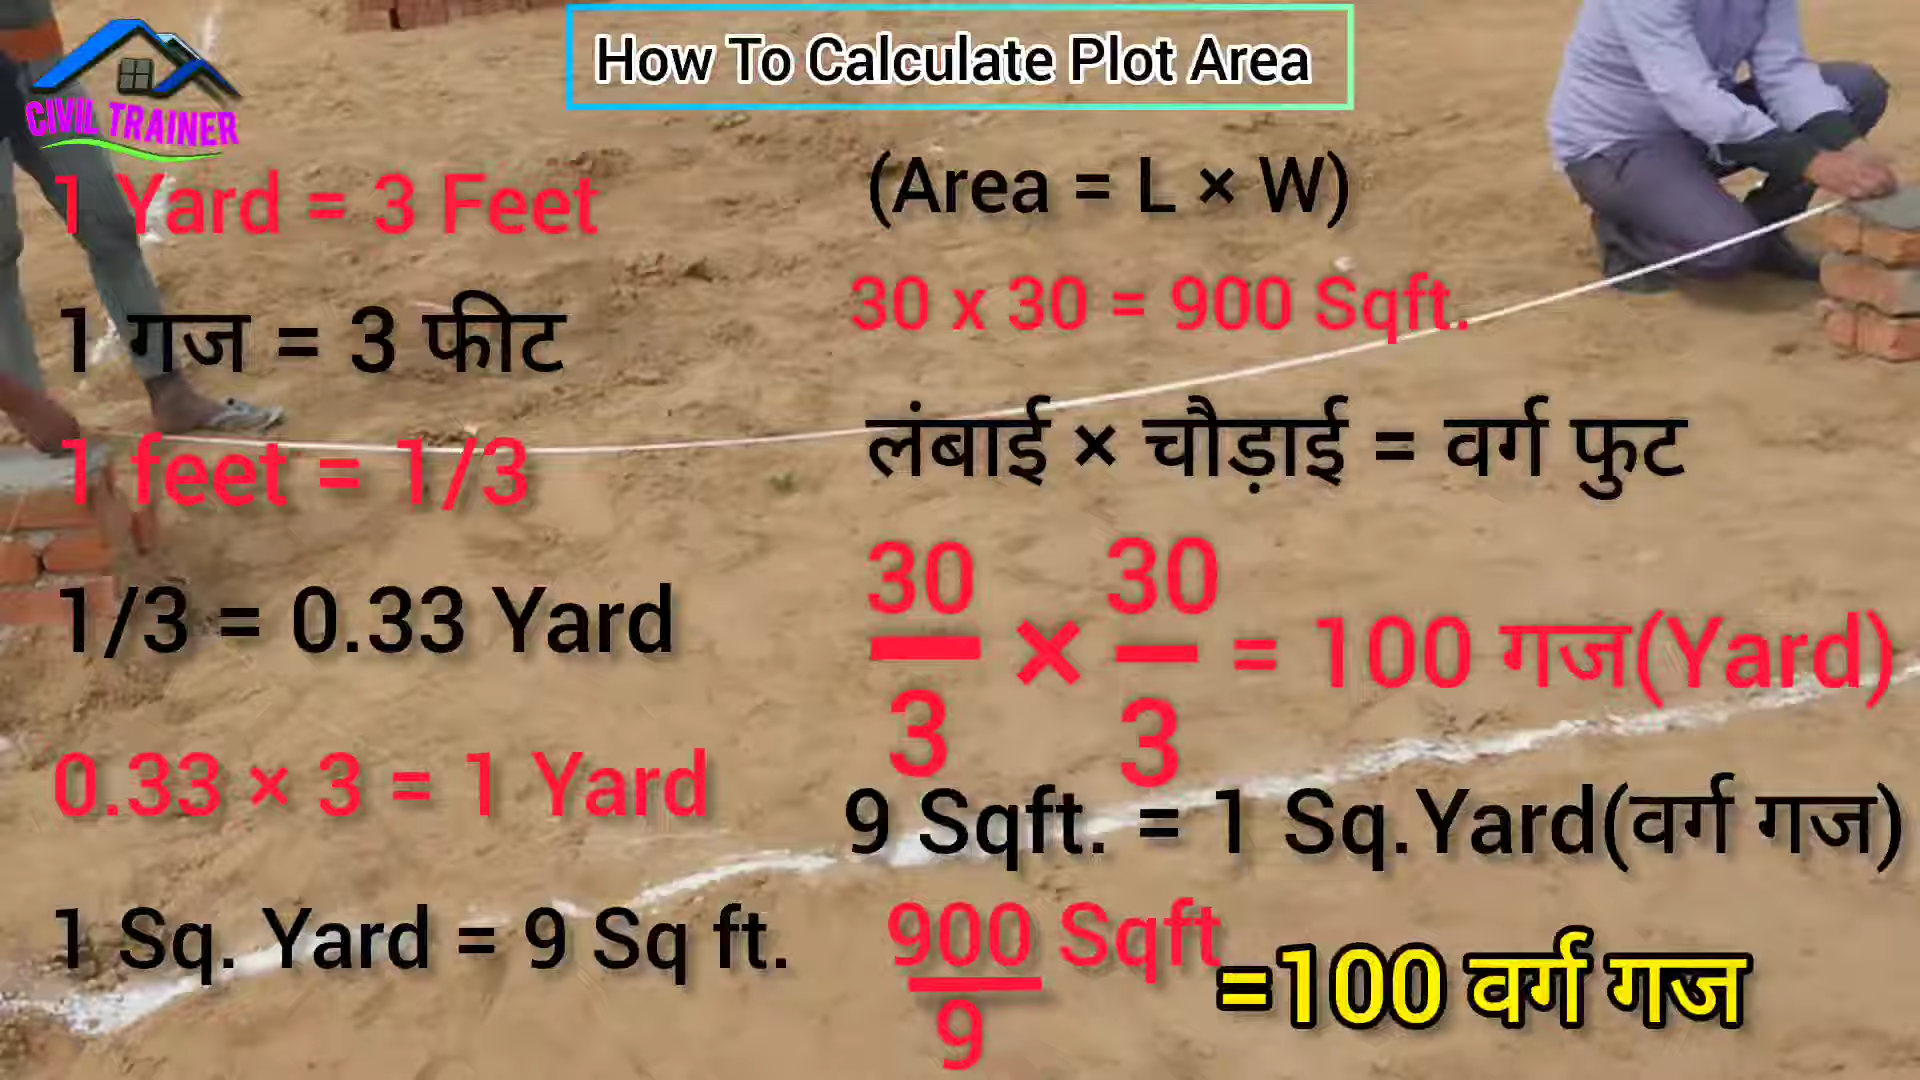 How To Calculate Plot Area
CIVIL TRAINER
1 Yard = 3 Feet
1 गज = 3 फीट
1 feet = 1/3
1/3 = 0.33 Yard
0.33 × 3 = 1 Yard
1 Sq. Yard = 9 Sq ft.
(Area = L × W)
30 x 30 = 900 Sqft.
लंबाई × चौड़ाई = वर्ग फुट
30/3 × 30/3 = 100 गज(Yard)
9 Sqft. = 1 Sq.Yard(वर्ग गज)
900 Sqft/9 =100 वर्ग गज